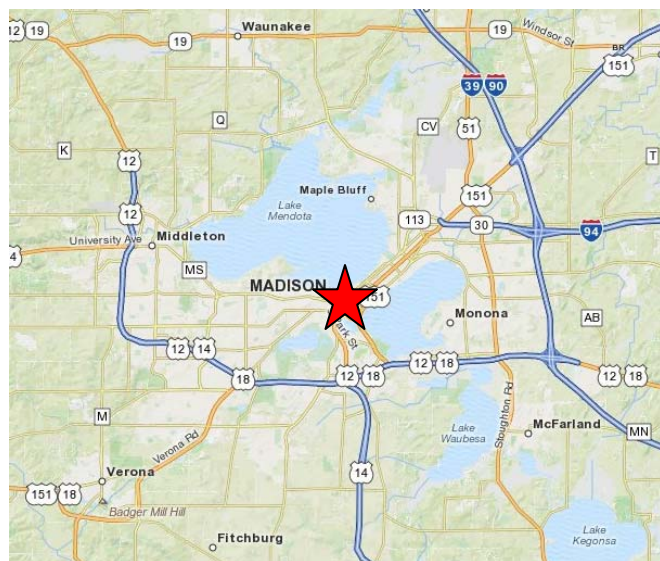 Waunakee
Windsor St
12
19
19
19
BR
151
39
90
Q
CV
51
K
12
T
Lake
Mendota
Maple Bluff
151
12
113
30
94
University Ave
Middleton
MS
MADISON
151
Monona
AB
ark St
12
14
12
18
18
12
18
12
18
M
Verona Rd
Stoughton Rd
Lake
Waubesa
McFarland
MN
14
Verona
151
18
Badger Mill Hill
Fitchburg
Lake
Kegonsa